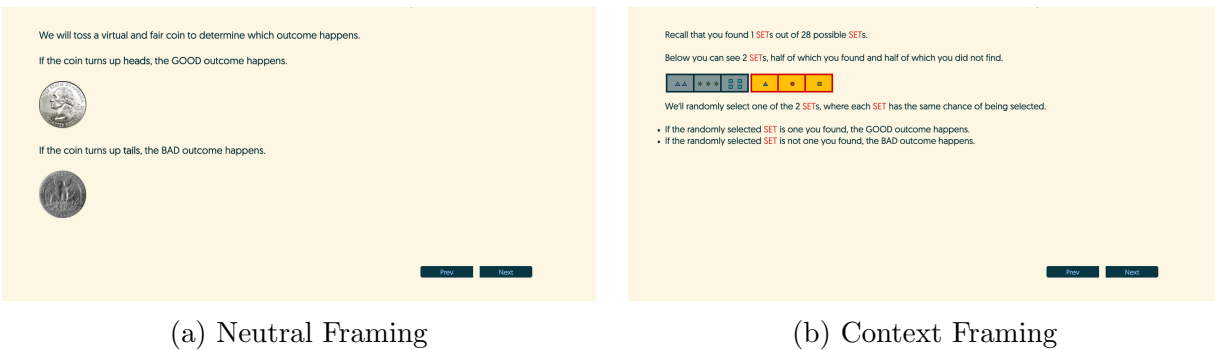 We will toss a virtual and fair coin to determine which outcome happens.
If the coin turns up heads, the GOOD outcome happens.
If the coin turns up tails, the BAD outcome happens.
Prev Next
(a) Neutral Framing
Recall that you found 1 SETs out of 28 possible SETs.
Below you can see 2 SETs, half of which you found and half of which you did not find.
We'll randomly select one of the 2 SETs, where each SET has the same chance of being selected.
• If the randomly selected SET is one you found, the GOOD outcome happens.
• If the randomly selected SET is not one you found, the BAD outcome happens.
Prev Next
(b) Context Framing